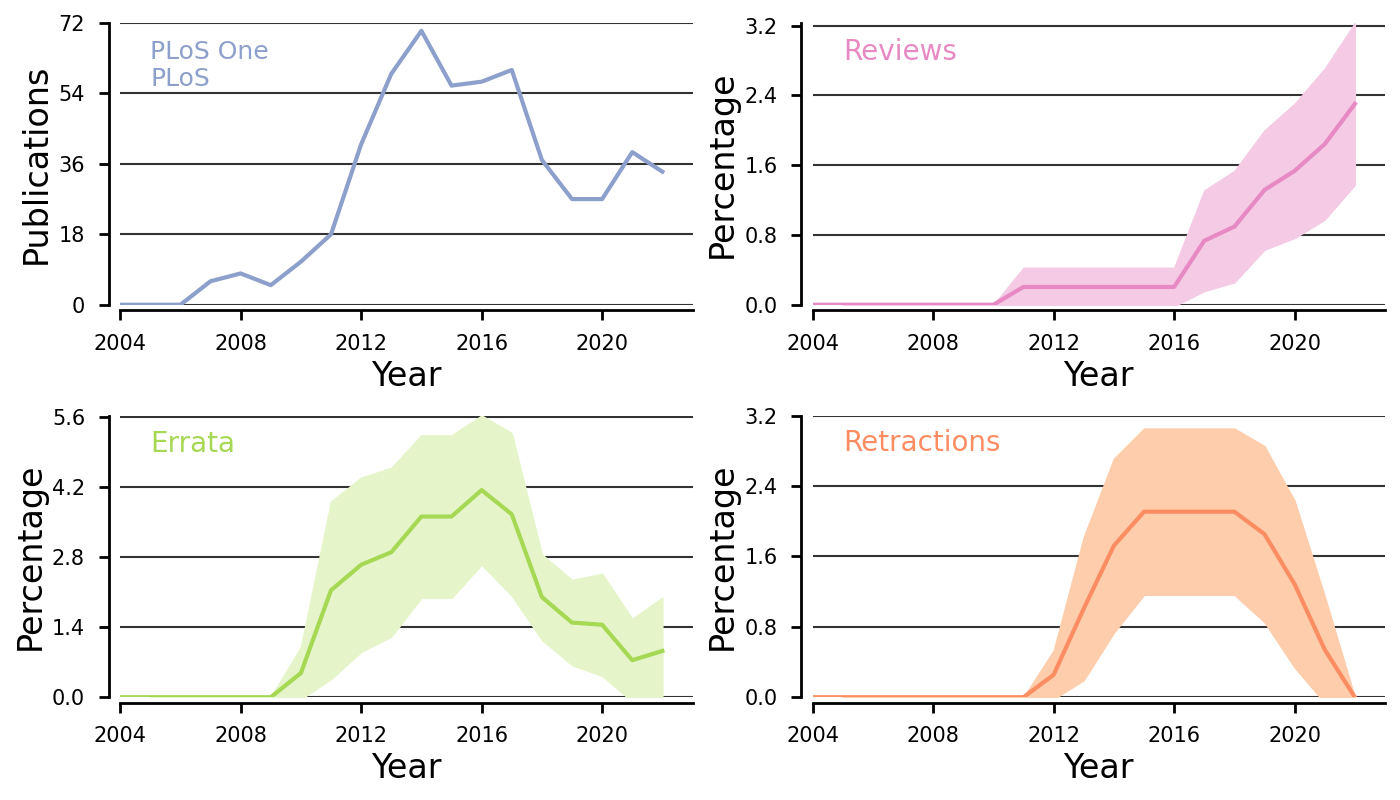 72
54
36
18
0
Publications
PLoS One
PLoS
2004 2008 2012 2016 2020
Year
3.2
2.4
1.6
0.8
0.0
Percentage
Reviews
2004 2008 2012 2016 2020
Year
5.6
4.2
2.8
1.4
0.0
Percentage
Errata
2004 2008 2012 2016 2020
Year
3.2
2.4
1.6
0.8
0.0
Percentage
Retractions
2004 2008 2012 2016 2020
Year